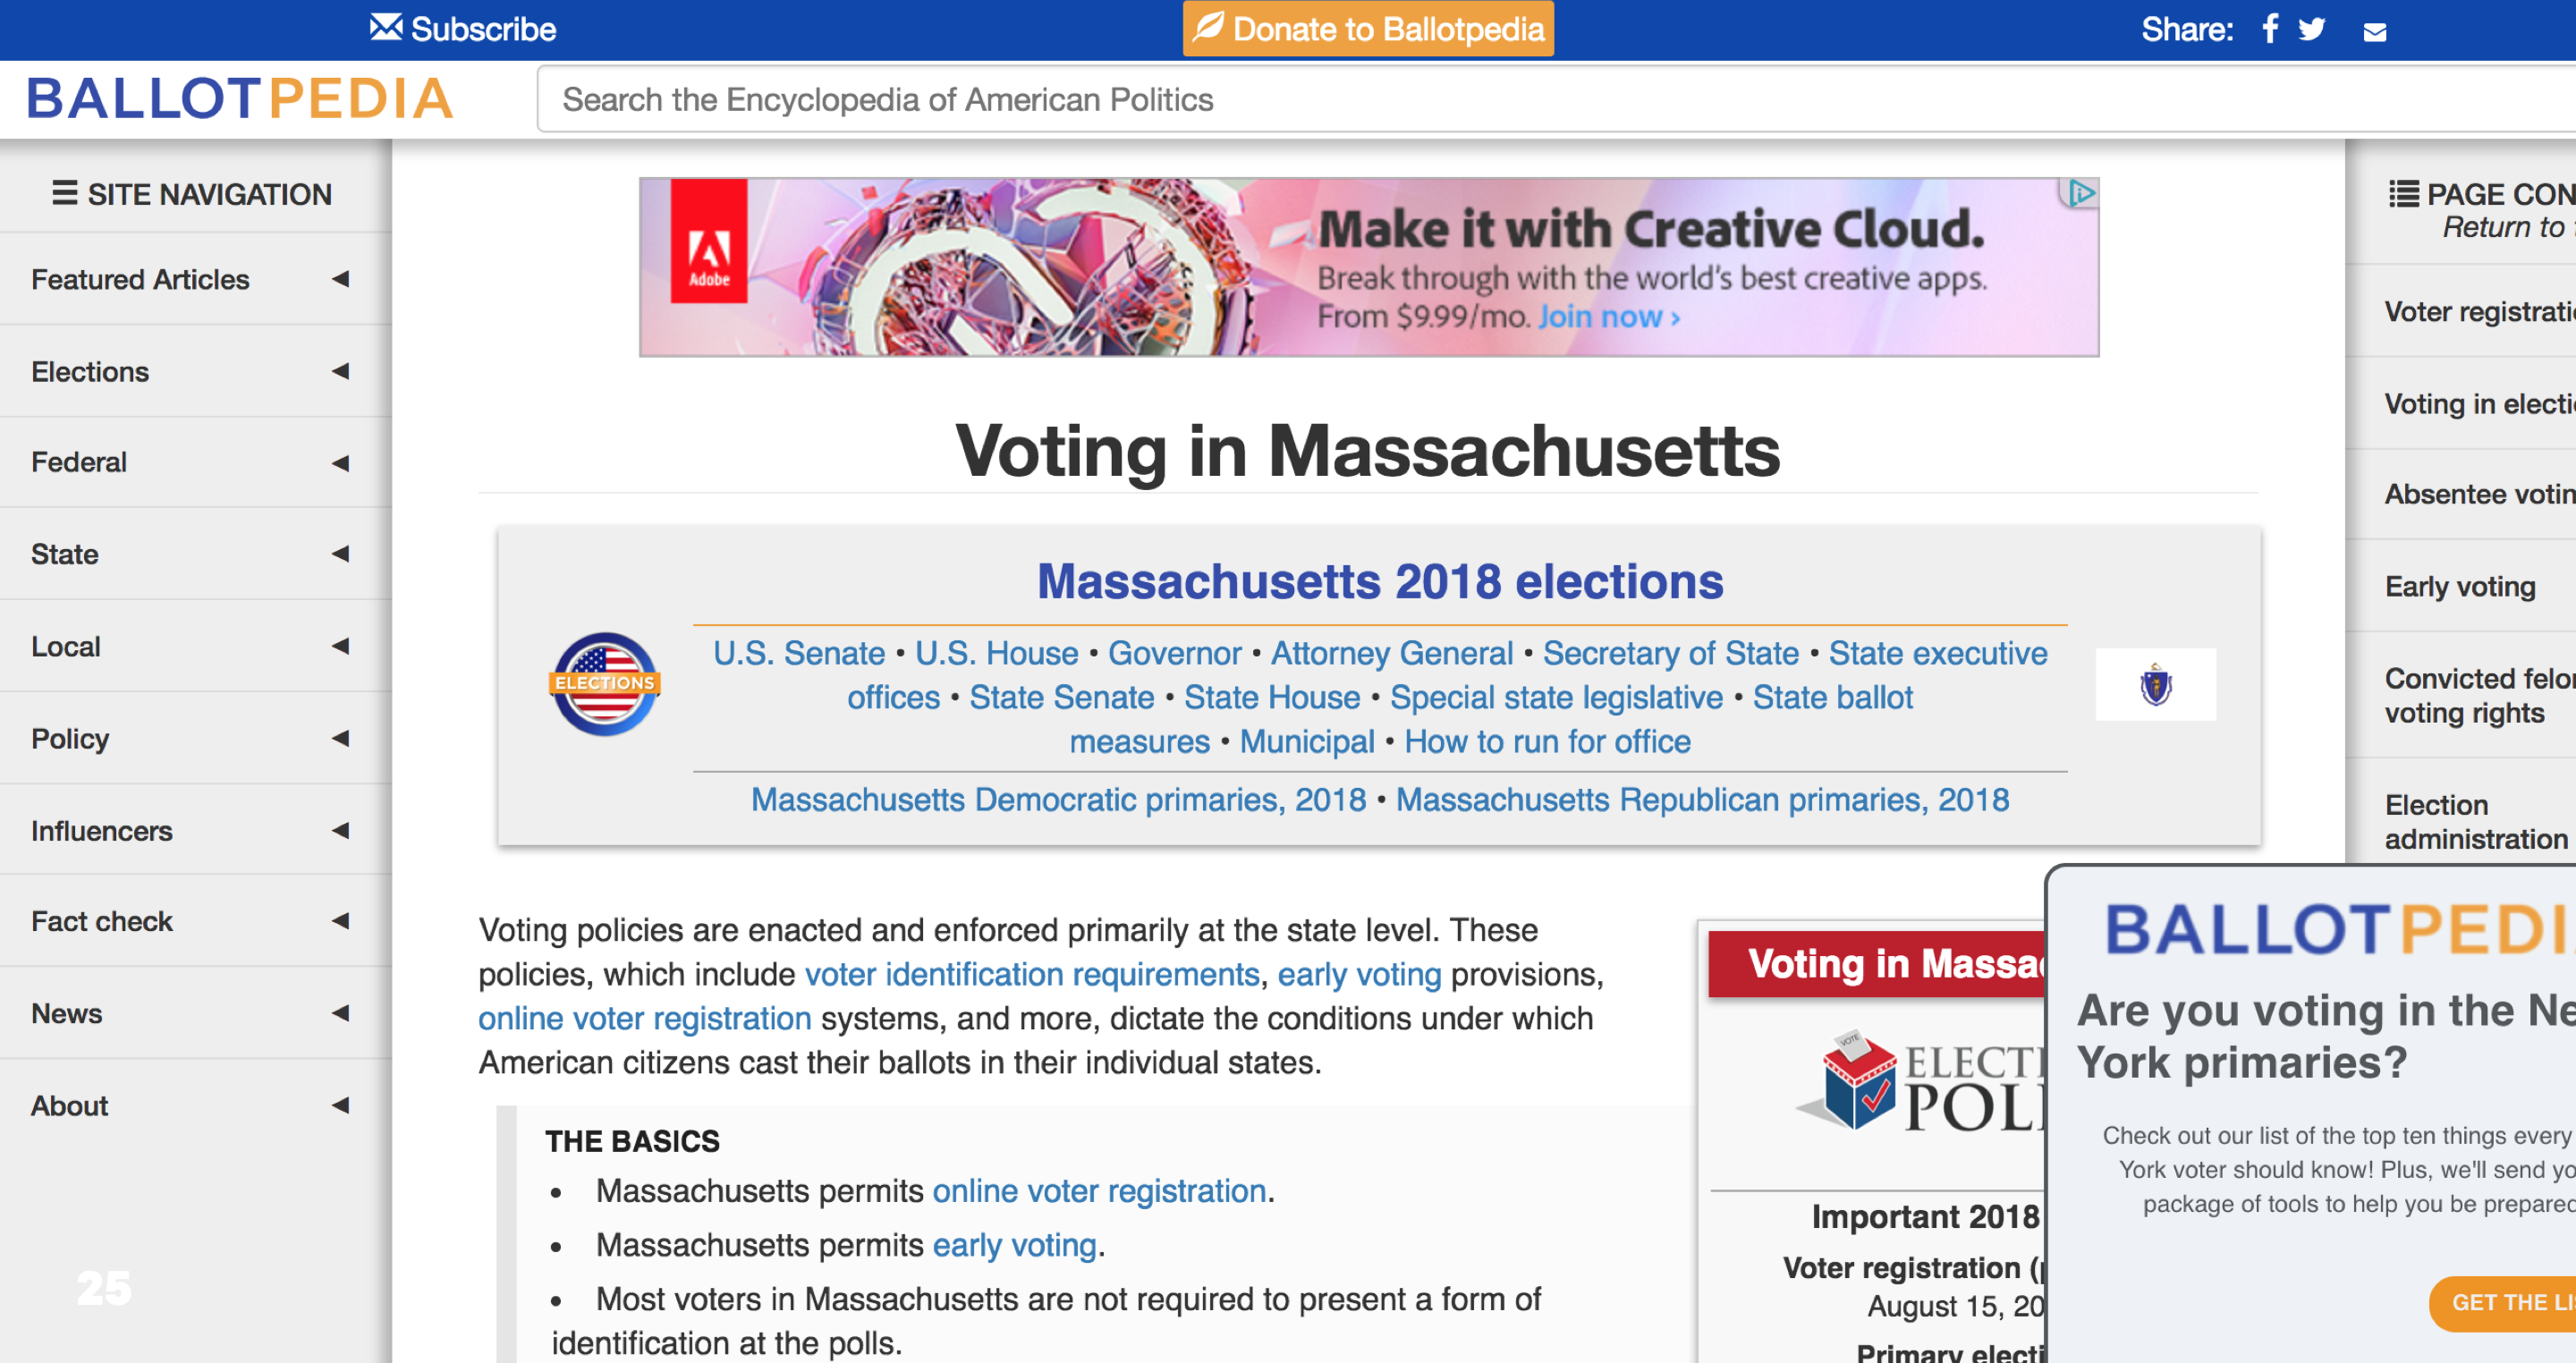 Subscribe
Donate to Ballotpedia
Share:
BALLOTPEDIA
Search the Encyclopedia of American Politics
SITE NAVIGATION
Featured Articles
Elections
Federal
State
Local
Policy
Influencers
Fact check
News
About
25
Adobe
Make it with Creative Cloud.
Break through with the world's best creative apps.
From $9.99/mo. Join now ›
Voting in Massachusetts
Massachusetts 2018 elections
ELECTIONS
U.S. Senate • U.S. House • Governor • Attorney General • Secretary of State • State executive
offices • State Senate • State House • Special state legislative • State ballot
measures • Municipal • How to run for office
Massachusetts Democratic primaries, 2018 • Massachusetts Republican primaries, 2018
Voting policies are enacted and enforced primarily at the state level. These
policies, which include voter identification requirements, early voting provisions,
online voter registration systems, and more, dictate the conditions under which
American citizens cast their ballots in their individual states.
THE BASICS
• Massachusetts permits online voter registration.
• Massachusetts permits early voting.
• Most voters in Massachusetts are not required to present a form of
identification at the polls.
Voting in Massa
VOTE
ELECTI
POLI
Important 2018
Voter registration (
August 15, 20
Primary electi
PAGE CON
Return to
Voter registrati
Voting in electi
Absentee votin
Early voting
Convicted felon
voting rights
Election
administration
BALLOTPEDI
Are you voting in the Ne
York primaries?
Check out our list of the top ten things every
York voter should know! Plus, we'll send yo
package of tools to help you be prepared
GET THE LI